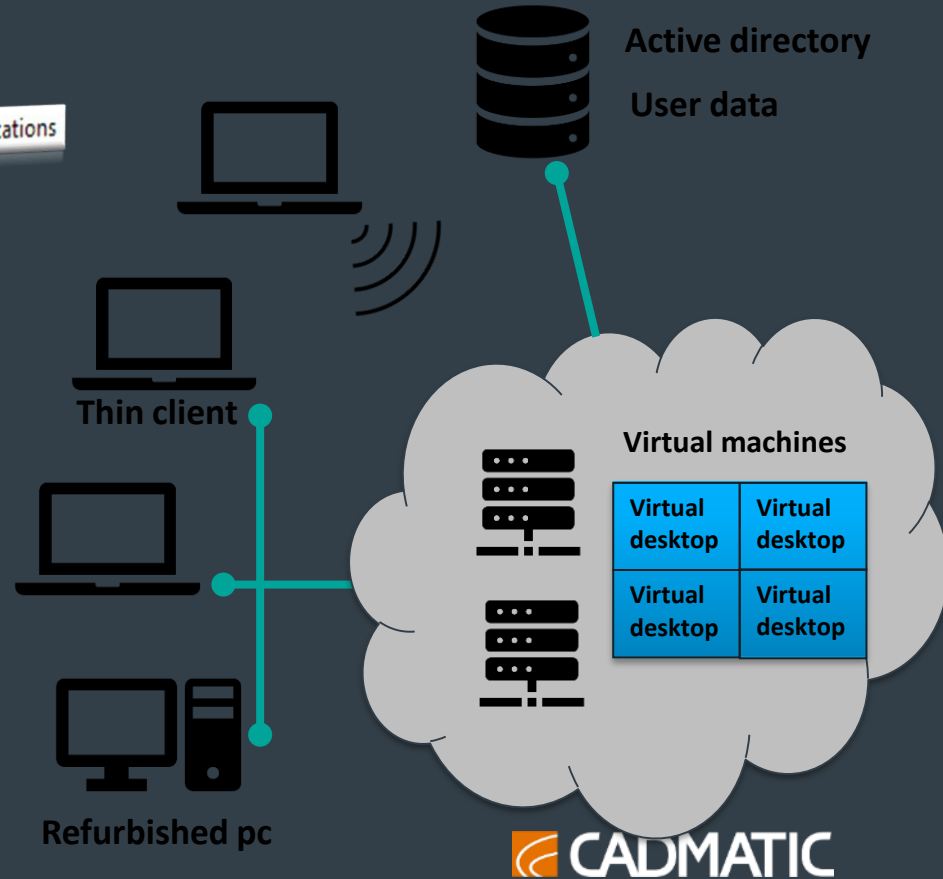 Active directory
User data
Thin client
Virtual machines
Virtual
desktop
Virtual
desktop
Virtual
desktop
Virtual
desktop
Refurbished pc
CADMATIC